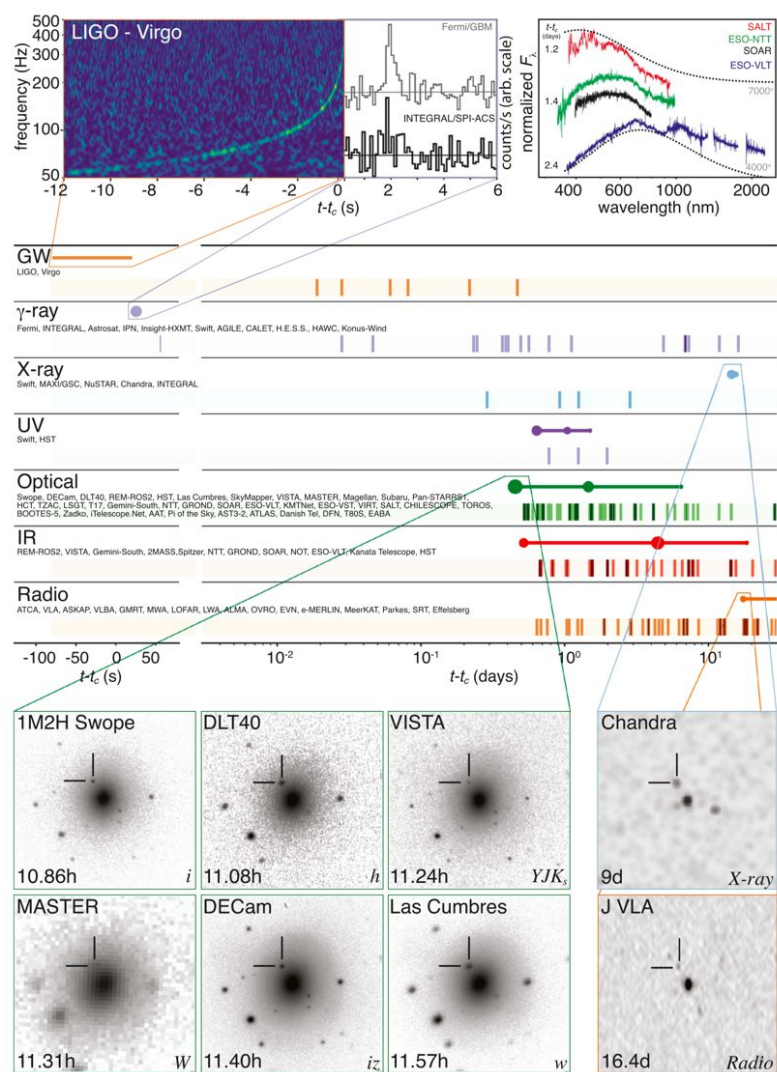 LIGO - Virgo
Fermi/GBM
INTEGRAL/SPI-ACS
frequency (Hz)
500
400
300
200
100
50
-12 -10 -8 -6 -4 -2 0 2 4 6
t-tc (s)
counts/s (arb. scale)
normalized Fλ
t-tc
(days)
1.2
1.4
2.4
SALT
ESO-NTT
SOAR
ESO-VLT
7000°
4000°
400 600 1000 2000
wavelength (nm)
GW
LIGO, Virgo
γ-ray
Fermi, INTEGRAL, Astrosat, IPN, Insight-HXMT, Swift, AGILE, CALET, H.E.S.S., HAWC, Konus-Wind
X-ray
Swift, MAXI/GSC, NuSTAR, Chandra, INTEGRAL
UV
Swift, HST
Optical
Swope, DECam, DLT40, REM-ROS2, HST, Las Cumbres, SkyMapper, VISTA, MASTER, Magellan, Subaru, Pan-STARRS1,
HCT, TZAC, LSGT, T17, Gemini-South, NTT, GROND, SOAR, ESO-VLT, KMTNet, ESO-VST, VIRT, SALT, CHILESCOPE, TOROS,
BOOTES-5, Zadko, iTelescope.Net, AAT, Pi of the Sky, AST3-2, ATLAS, Danish Tel, DFN, T80S, EABA
IR
REM-ROS2, VISTA, Gemini-South, 2MASS,Spitzer, NTT, GROND, SOAR, NOT, ESO-VLT, Kanata Telescope, HST
Radio
ATCA, VLA, ASKAP, VLBA, GMRT, MWA, LOFAR, LWA, ALMA, OVRO, EVN, e-MERLIN, MeerKAT, Parkes, SRT, Effelsberg
-100 -50 0 50 10⁻² 10⁻¹ 10⁰ 10¹
t-tc (s) t-tc (days)
1M2H Swope
10.86h i
DLT40
11.08h h
VISTA
11.24h YJKs
Chandra
9d X-ray
MASTER
11.31h W
DECam
11.40h iz
Las Cumbres
11.57h w
J VLA
16.4d Radio